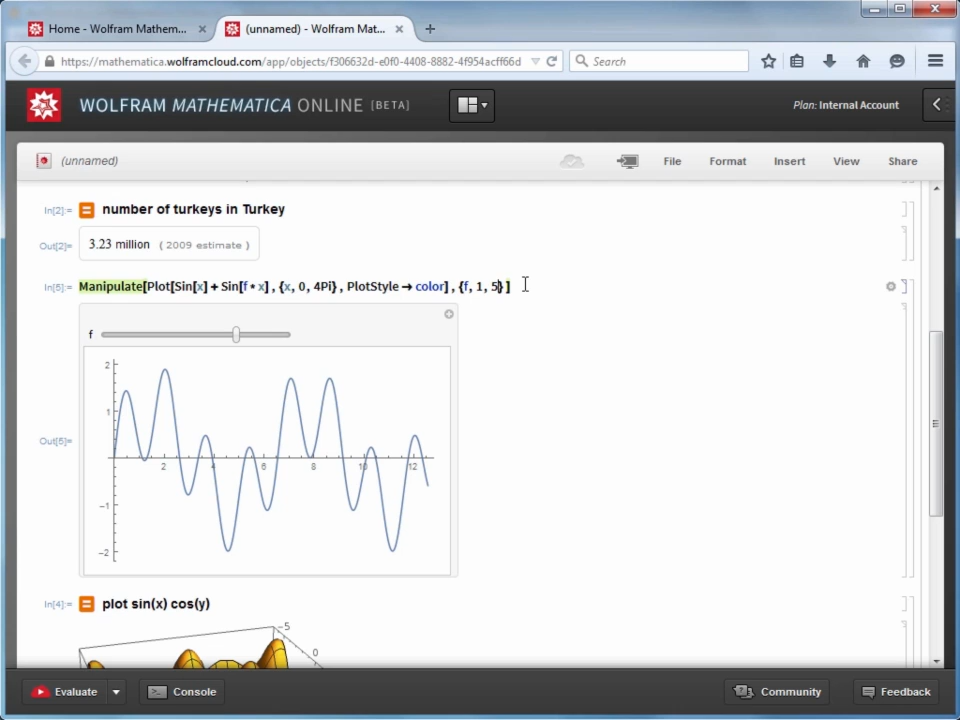 Home - Wolfram Mathem...
(unnamed) - Wolfram Mat...
https://mathematica.wolframcloud.com/app/objects/f306632d-e0f0-4408-8882-4f954acff66d
Search
WOLFRAM MATHEMATICA ONLINE [BETA]
Plan: Internal Account
(unnamed)
File Format Insert View Share
In[2]:= number of turkeys in Turkey
Out[2]= 3.23 million ( 2009 estimate )
In[5]:= Manipulate[Plot[Sin[x] + Sin[f * x], {x, 0, 4Pi}, PlotStyle → color], {f, 1, 5}]
f
2
1
Out[5]=
2 4 6 8 10 12
−1
−2
In[4]:= plot sin(x) cos(y)
−5
0
Evaluate Console Community Feedback